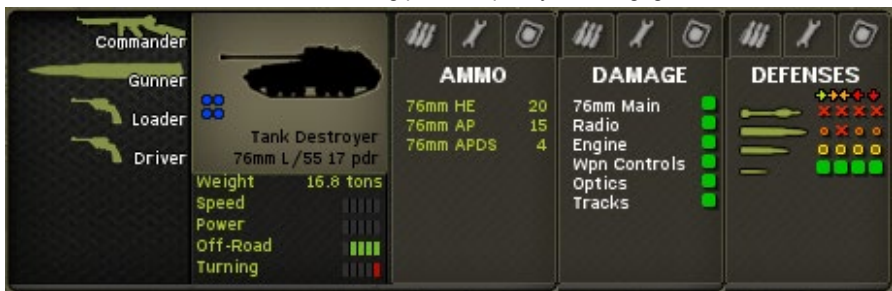 Commander
Gunner
Loader
Driver
Tank Destroyer
76mm L/55 17 pdr
Weight 16.8 tons
Speed
Power
Off-Road
Turning
AMMO
76mm HE 20
76mm AP 15
76mm APDS 4
DAMAGE
76mm Main
Radio
Engine
Wpn Controls
Optics
Tracks
DEFENSES